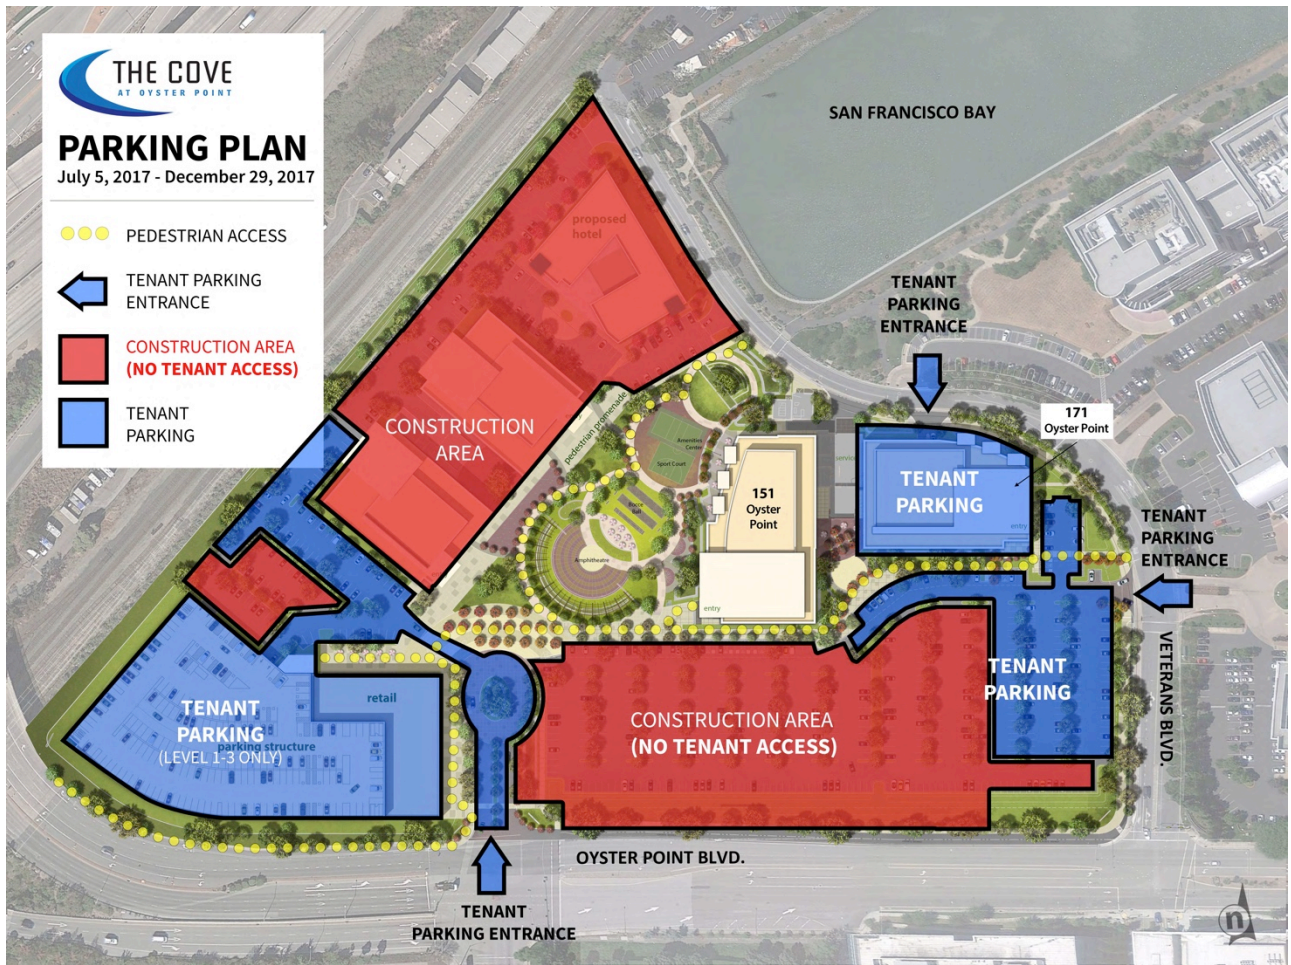 THE COVE
AT OYSTER POINT
PARKING PLAN
July 5, 2017 - December 29, 2017
PEDESTRIAN ACCESS
TENANT PARKING
ENTRANCE
CONSTRUCTION AREA
(NO TENANT ACCESS)
TENANT
PARKING
SAN FRANCISCO BAY
proposed
hotel
TENANT
PARKING
ENTRANCE
CONSTRUCTION
AREA
pedestrian promenade
Amenities
Center
Sport Court
Bocce
Ball
Amphitheatre
151
Oyster
Point
entry
service
TENANT
PARKING
entry
171
Oyster Point
TENANT
PARKING
ENTRANCE
VETERANS BLVD.
TENANT
PARKING
CONSTRUCTION AREA
(NO TENANT ACCESS)
retail
TENANT
PARKING
parking structure
(LEVEL 1-3 ONLY)
OYSTER POINT BLVD.
TENANT
PARKING ENTRANCE
n